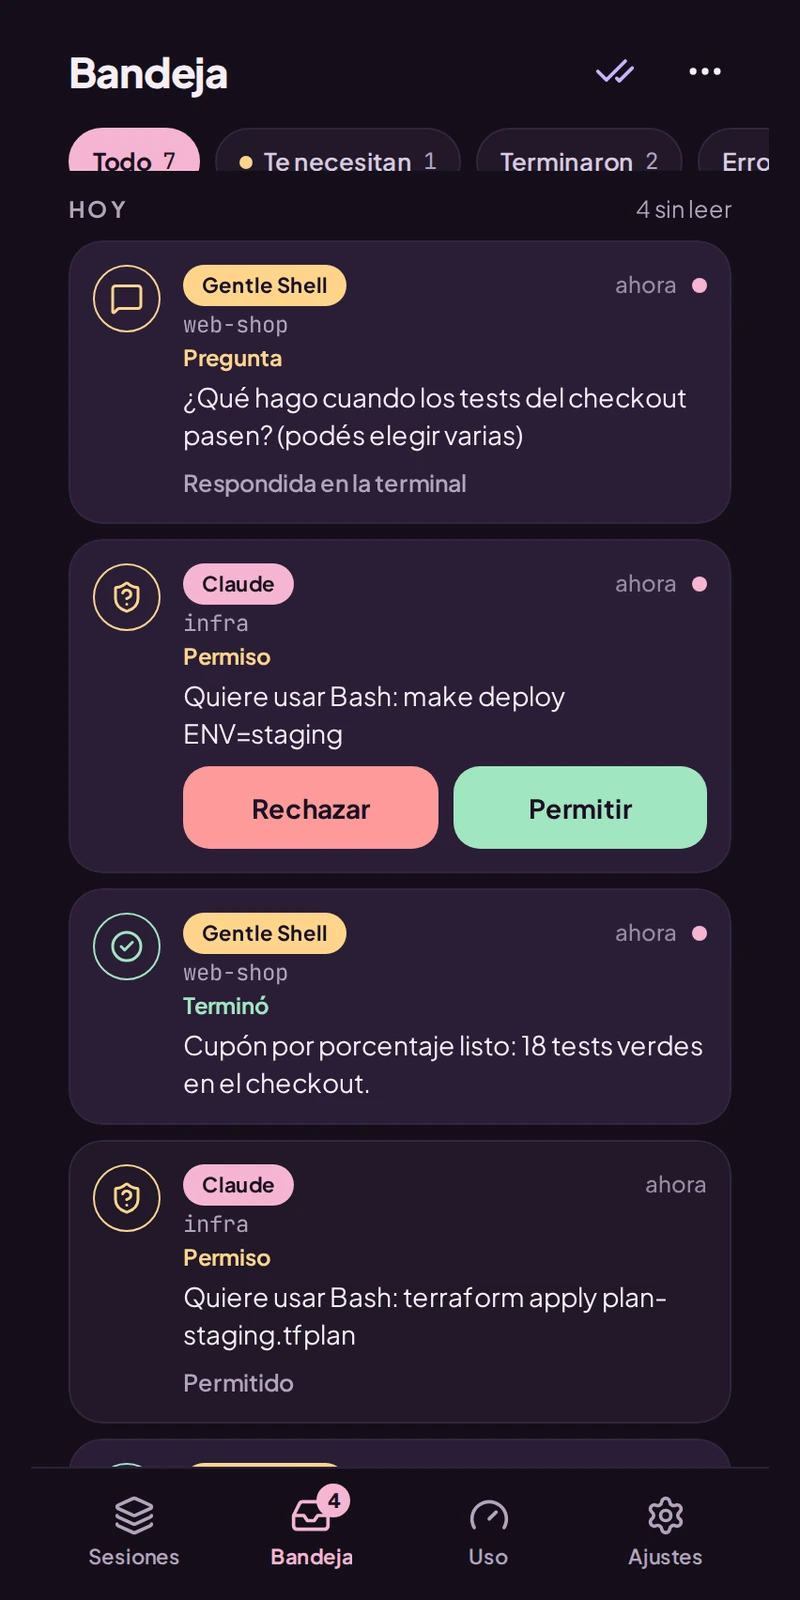 Bandeja
Todo 7
Te necesitan 1
Terminaron 2
Erro
HOY
4 sin leer
Gentle Shell
ahora
web-shop
Pregunta
¿Qué hago cuando los tests del checkout
pasen? (podés elegir varias)
Respondida en la terminal
Claude
ahora
infra
Permiso
Quiere usar Bash: make deploy
ENV=staging
Rechazar
Permitir
Gentle Shell
ahora
web-shop
Terminó
Cupón por porcentaje listo: 18 tests verdes
en el checkout.
Claude
ahora
infra
Permiso
Quiere usar Bash: terraform apply plan-
staging.tfplan
Permitido
4
Sesiones
Bandeja
Uso
Ajustes